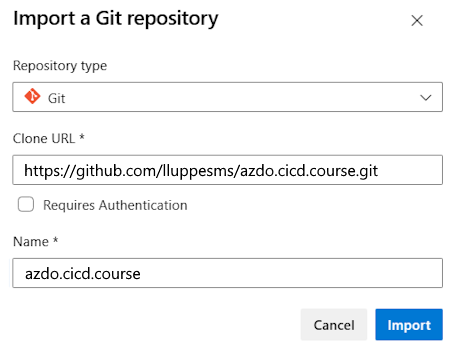 Import a Git repository
Repository type
Git
Clone URL *
https://github.com/lluppesms/azdo.cicd.course.git
Requires Authentication
Name *
azdo.cicd.course
Cancel
Import